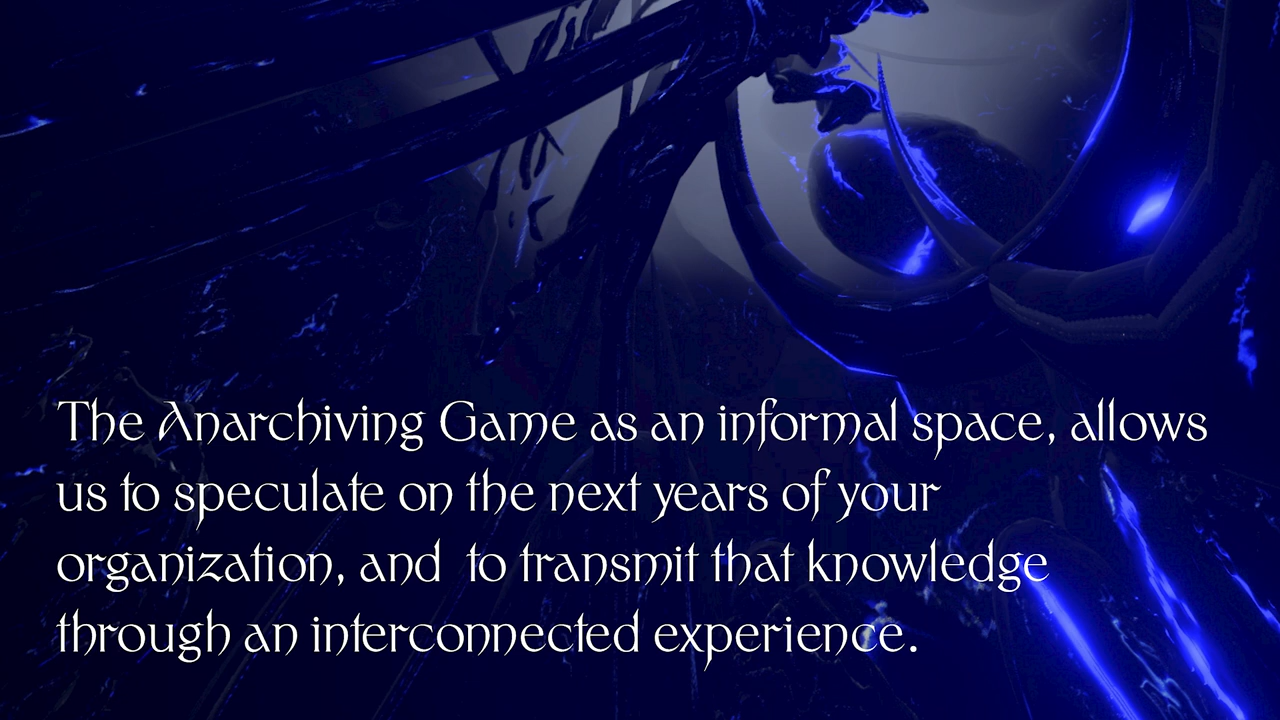 The Anarchiving Game as an informal space, allows
us to speculate on the next years of your
organization, and  to transmit that knowledge
through an interconnected experience.